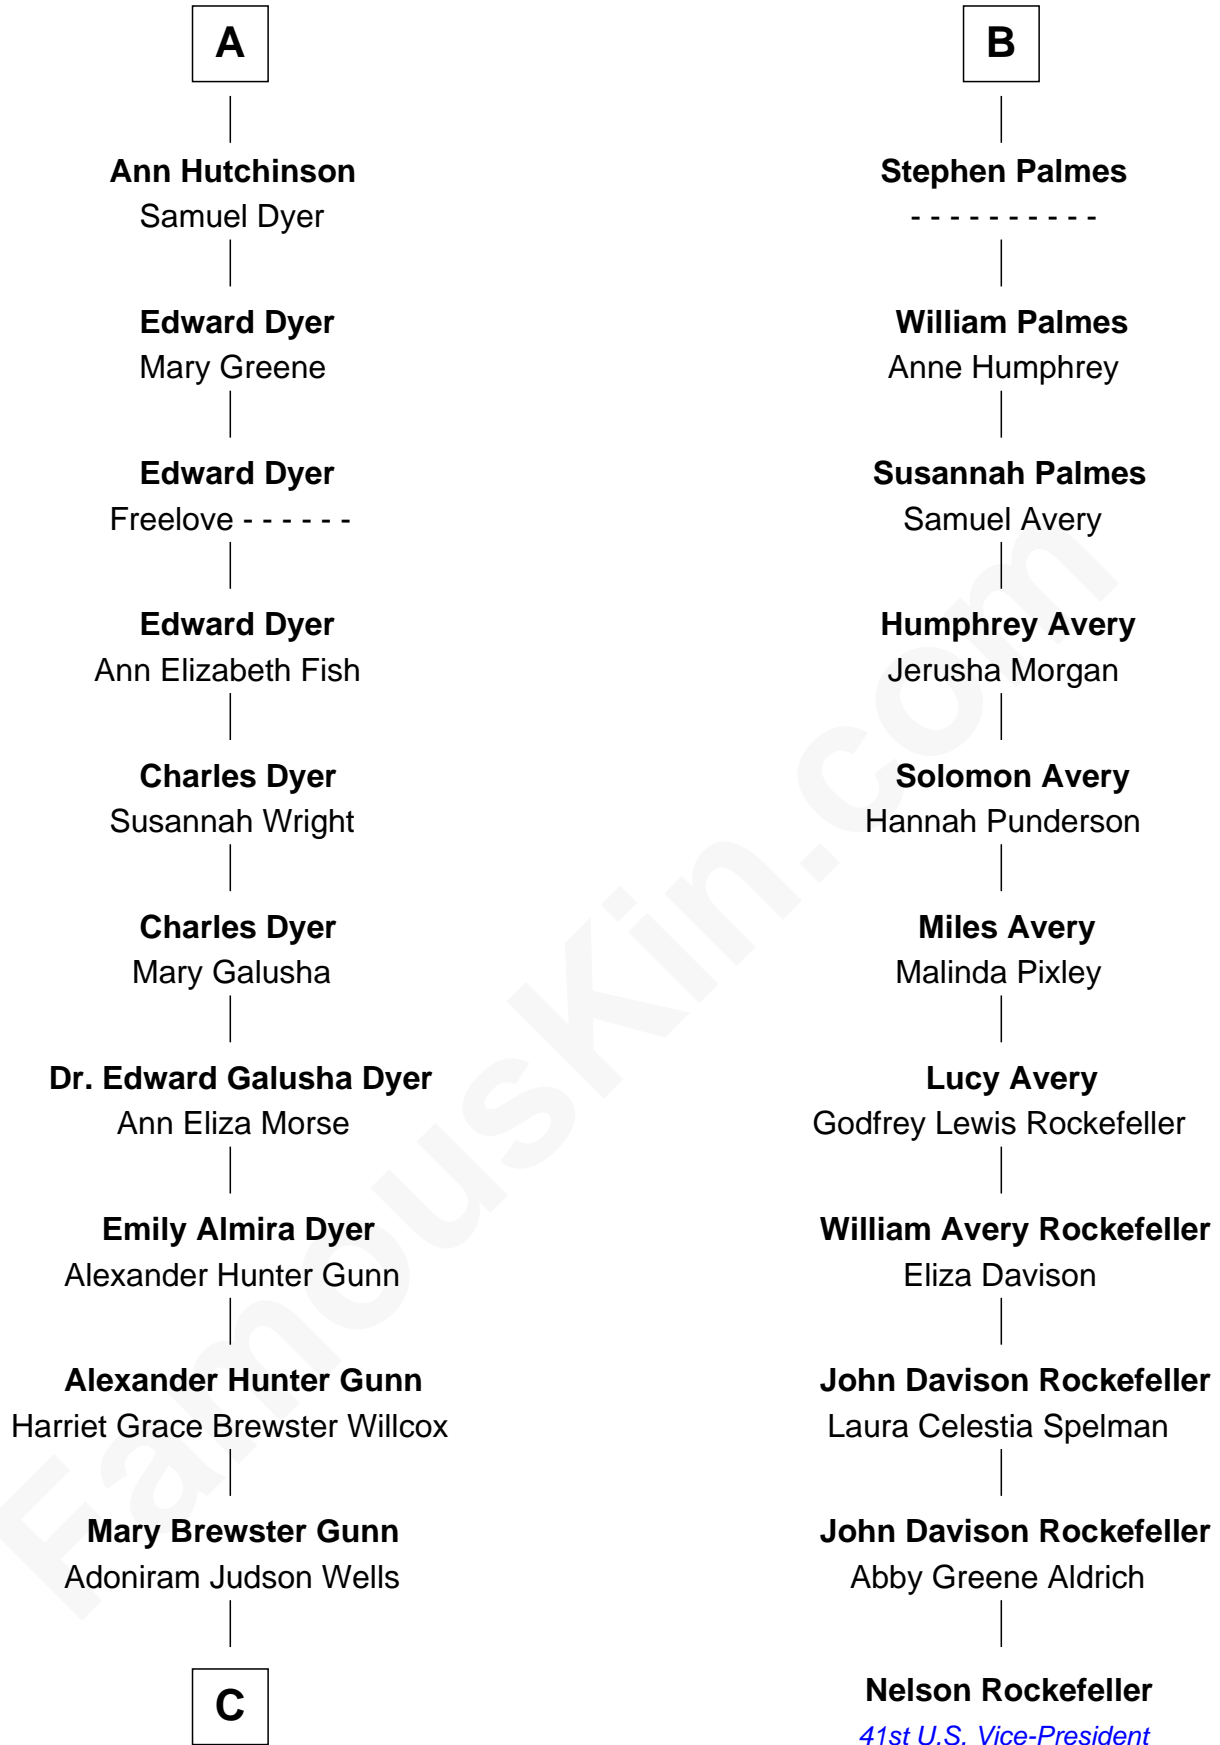 A
Ann Hutchinson
Samuel Dyer
Edward Dyer
Mary Greene
Edward Dyer
Freelove - - - - - -
Edward Dyer
Ann Elizabeth Fish
Charles Dyer
Susannah Wright
Charles Dyer
Mary Galusha
Dr. Edward Galusha Dyer
Ann Eliza Morse
Emily Almira Dyer
Alexander Hunter Gunn
Alexander Hunter Gunn
Harriet Grace Brewster Willcox
Mary Brewster Gunn
Adoniram Judson Wells
C
B
Stephen Palmes
- - - - - - - - - -
William Palmes
Anne Humphrey
Susannah Palmes
Samuel Avery
Humphrey Avery
Jerusha Morgan
Solomon Avery
Hannah Punderson
Miles Avery
Malinda Pixley
Lucy Avery
Godfrey Lewis Rockefeller
William Avery Rockefeller
Eliza Davison
John Davison Rockefeller
Laura Celestia Spelman
John Davison Rockefeller
Abby Greene Aldrich
Nelson Rockefeller
41st U.S. Vice-President
FamousKin.com